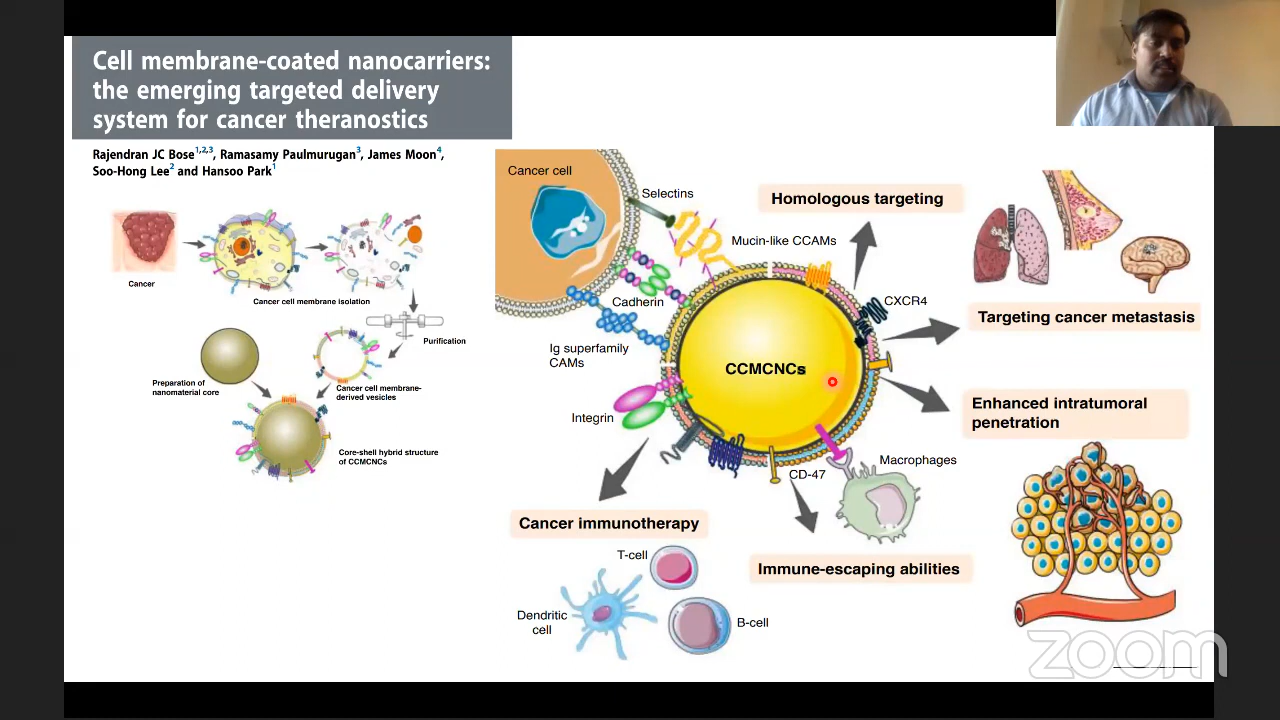 Cell membrane-coated nanocarriers:
the emerging targeted delivery
system for cancer theranostics
Rajendran JC Bose1,2,3, Ramasamy Paulmurugan3, James Moon4,
Soo-Hong Lee2 and Hansoo Park1
Cancer
Cancer cell membrane isolation
Purification
Preparation of
nanomaterial core
Cancer cell membrane-
derived vesicles
Core-shell hybrid structure
of CCMCNCs
Cancer cell
Selectins
Mucin-like CCAMs
Homologous targeting
Cadherin
CXCR4
Targeting cancer metastasis
Ig superfamily
CAMs
CCMCNCs
Integrin
Enhanced intratumoral
penetration
CD-47
Macrophages
Cancer immunotherapy
Immune-escaping abilities
T-cell
Dendritic
cell
B-cell
zoom